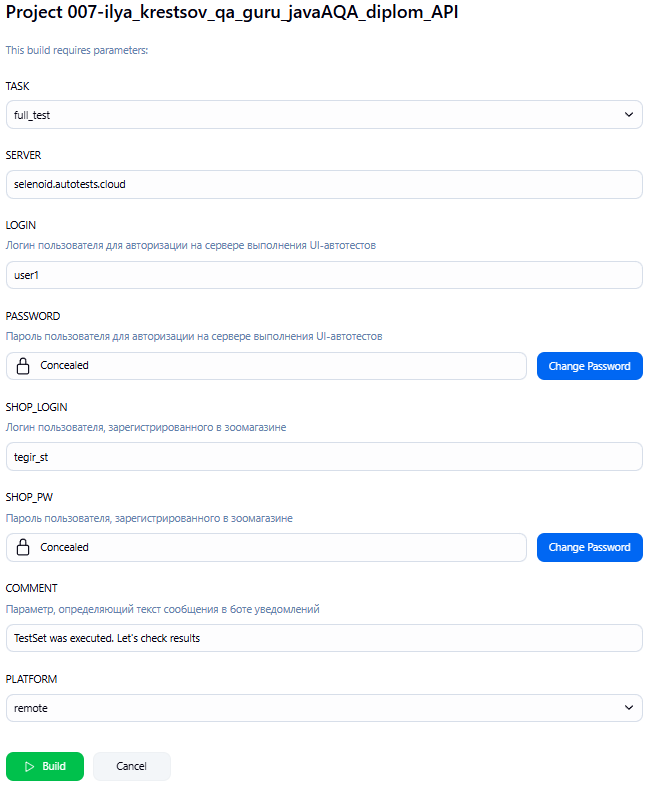 Project 007-ilya_krestsov_qa_guru_javaAQA_diplom_API
This build requires parameters:
TASK
full_test
SERVER
selenoid.autotests.cloud
LOGIN
Логин пользователя для авторизации на сервере выполнения UI-автотестов
user1
PASSWORD
Пароль пользователя для авторизации на сервере выполнения UI-автотестов
Concealed
Change Password
SHOP_LOGIN
Логин пользователя, зарегистрированного в зоомагазине
tegir_st
SHOP_PW
Пароль пользователя, зарегистрированного в зоомагазине
Concealed
Change Password
COMMENT
Параметр, определяющий текст сообщения в боте уведомлений
TestSet was executed. Let's check results
PLATFORM
remote
Build
Cancel